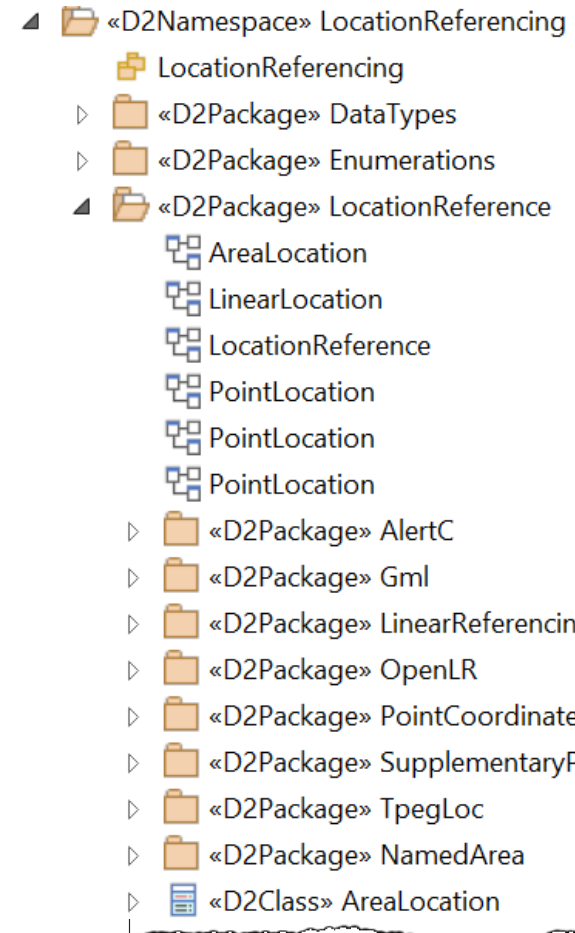 «D2Namespace» LocationReferencing
LocationReferencing
«D2Package» DataTypes
«D2Package» Enumerations
«D2Package» LocationReference
AreaLocation
LinearLocation
LocationReference
PointLocation
PointLocation
PointLocation
«D2Package» AlertC
«D2Package» Gml
«D2Package» LinearReferencin
«D2Package» OpenLR
«D2Package» PointCoordinate
«D2Package» SupplementaryP
«D2Package» TpegLoc
«D2Package» NamedArea
«D2Class» AreaLocation